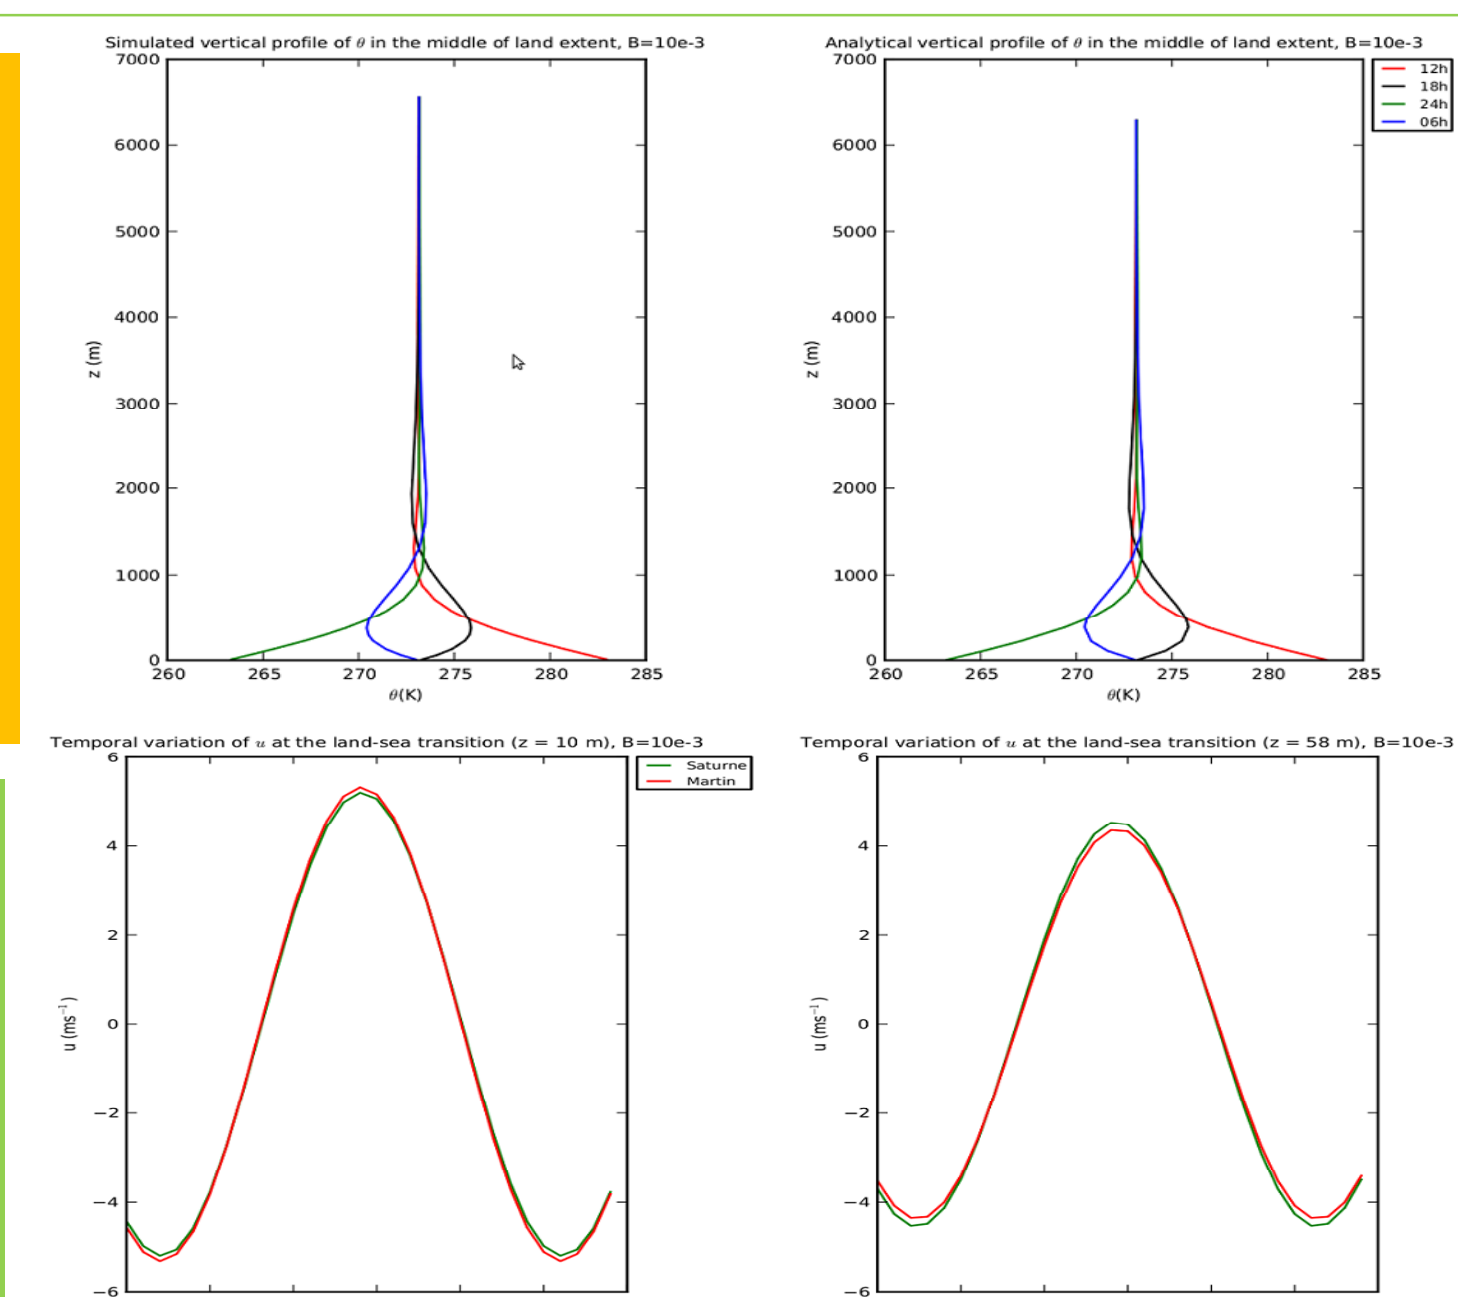 Simulated vertical profile of θ in the middle of land extent, B=10e-3
7000
6000
5000
4000
3000
2000
1000
0
z (m)
260 265 270 275 280 285
θ(K)
Analytical vertical profile of θ in the middle of land extent, B=10e-3
12h
18h
24h
06h
7000
6000
5000
4000
3000
2000
1000
0
z (m)
260 265 270 275 280 285
θ(K)
Temporal variation of u at the land-sea transition (z = 10 m), B=10e-3
Saturne
Martin
6
4
2
0
−2
−4
−6
u (ms⁻¹)
Temporal variation of u at the land-sea transition (z = 58 m), B=10e-3
6
4
2
0
−2
−4
−6
u (ms⁻¹)